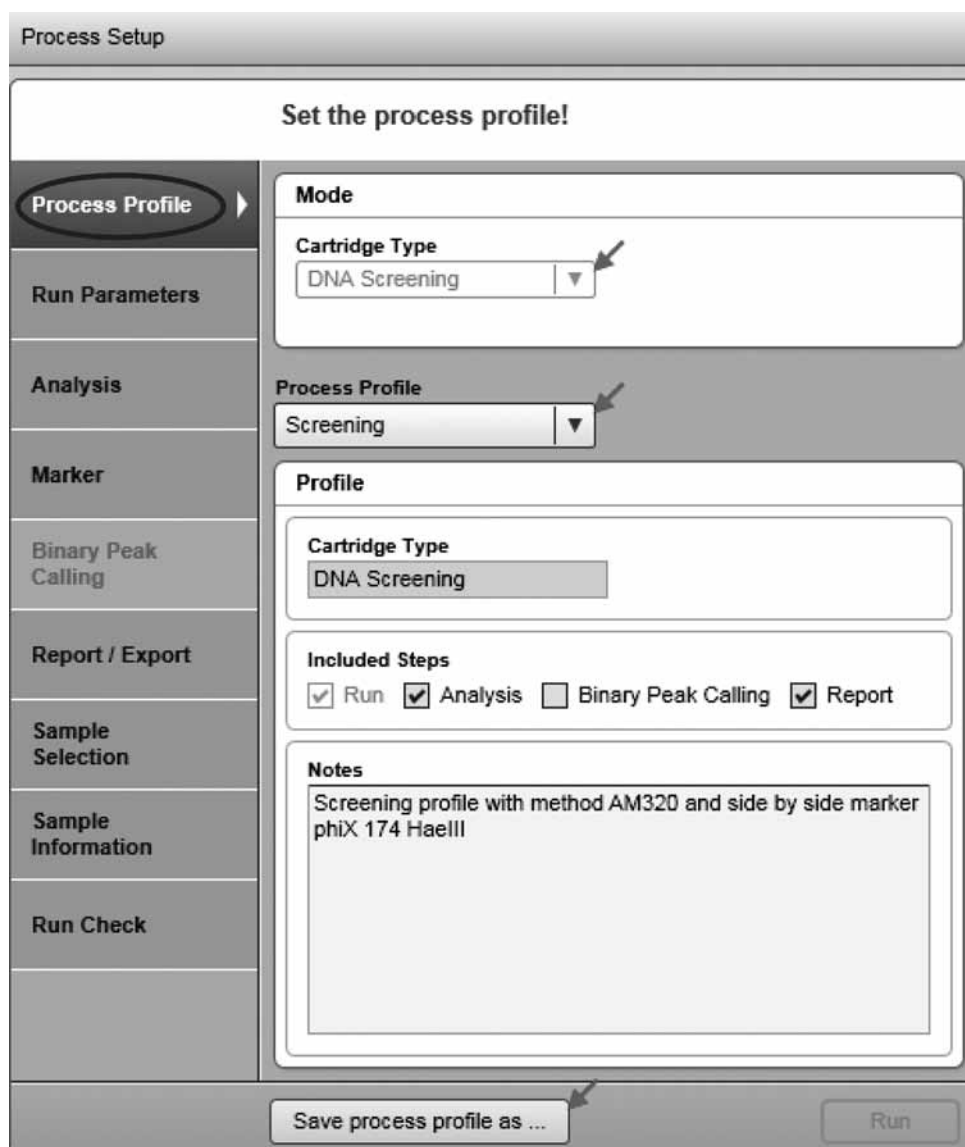 Process Setup
Set the process profile!
Process Profile
Run Parameters
Analysis
Marker
Binary Peak
Calling
Report / Export
Sample
Selection
Sample
Information
Run Check
Mode
Cartridge Type
DNA Screening
Process Profile
Screening
Profile
Cartridge Type
DNA Screening
Included Steps
Run Analysis Binary Peak Calling Report
Notes
Screening profile with method AM320 and side by side marker
phiX 174 HaeIII
Save process profile as ...
Run